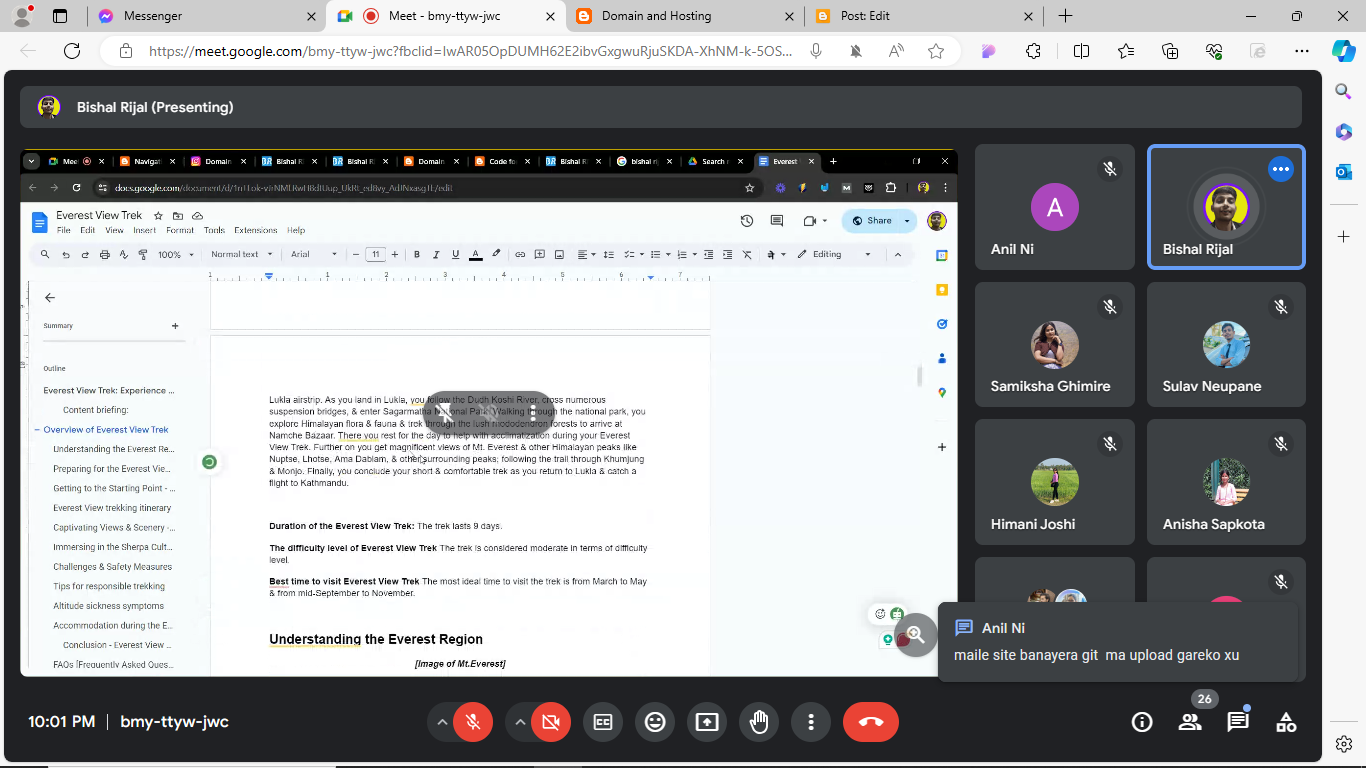 Messenger
Meet - bmy-ttyw-jwc
Domain and Hosting
Post: Edit
https://meet.google.com/bmy-ttyw-jwc?fbclid=IwAR05OpDUMH62E2ibvGxgwuRjuSKDA-XhNM-k-5OS...
Bishal Rijal (Presenting)
Meet
Navigat
Domain
Bishal Ri
Bishal Ri
Domain
Code fo
Bishal Ri
bishal rij
Search r
Everest
Everest View Trek
File Edit View Insert Format Tools Extensions Help
Share
100%
Normal text
Arial
11
Editing
Summary
Outline
Everest View Trek: Experience ...
Content briefing:
Overview of Everest View Trek
Understanding the Everest Re...
Preparing for the Everest Vie...
Getting to the Starting Point - ...
Everest View trekking itinerary
Captivating Views & Scenery -...
Immersing in the Sherpa Cult...
Challenges & Safety Measures
Tips for responsible trekking
Altitude sickness symptoms
Accommodation during the E...
Conclusion - Everest View ...
FAQs [Frequently Asked Ques...
Lukla airstrip. As you land in Lukla, you follow the Dudh Koshi River, cross numerous
suspension bridges, & enter Sagarmatha National Park. Walking through the national park, you
explore Himalayan flora & fauna & trek through the lush rhododendron forests to arrive at
Namche Bazaar. There you rest for the day to help with acclimatization during your Everest
View Trek. Further on you get magnificent views of Mt. Everest & other Himalayan peaks like
Nuptse, Lhotse, Ama Dablam, & other surrounding peaks; following the trail through Khumjung
& Monjo. Finally, you conclude your short & comfortable trek as you return to Lukla & catch a
flight to Kathmandu.
Duration of the Everest View Trek: The trek lasts 9 days.
The difficulty level of Everest View Trek The trek is considered moderate in terms of difficulty
level.
Best time to visit Everest View Trek The most ideal time to visit the trek is from March to May
& from mid-September to November.
Understanding the Everest Region
[Image of Mt.Everest]
A
Anil Ni
Bishal Rijal
Samiksha Ghimire
Sulav Neupane
Himani Joshi
Anisha Sapkota
Anil Ni
maile site banayera git ma upload gareko xu
10:01 PM | bmy-ttyw-jwc
26